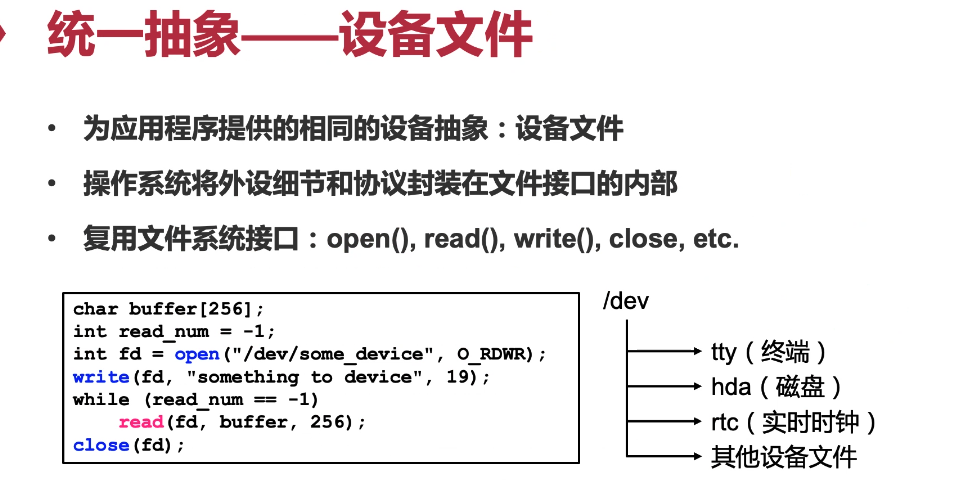 统一抽象——设备文件
• 为应用程序提供的相同的设备抽象：设备文件
• 操作系统将外设细节和协议封装在文件接口的内部
• 复用文件系统接口：open(), read(), write(), close, etc.
char buffer[256];
int read_num = -1;
int fd = open("/dev/some_device", O_RDWR);
write(fd, "something to device", 19);
while (read_num == -1)
    read(fd, buffer, 256);
close(fd);
/dev
tty（终端）
hda（磁盘）
rtc（实时时钟）
其他设备文件